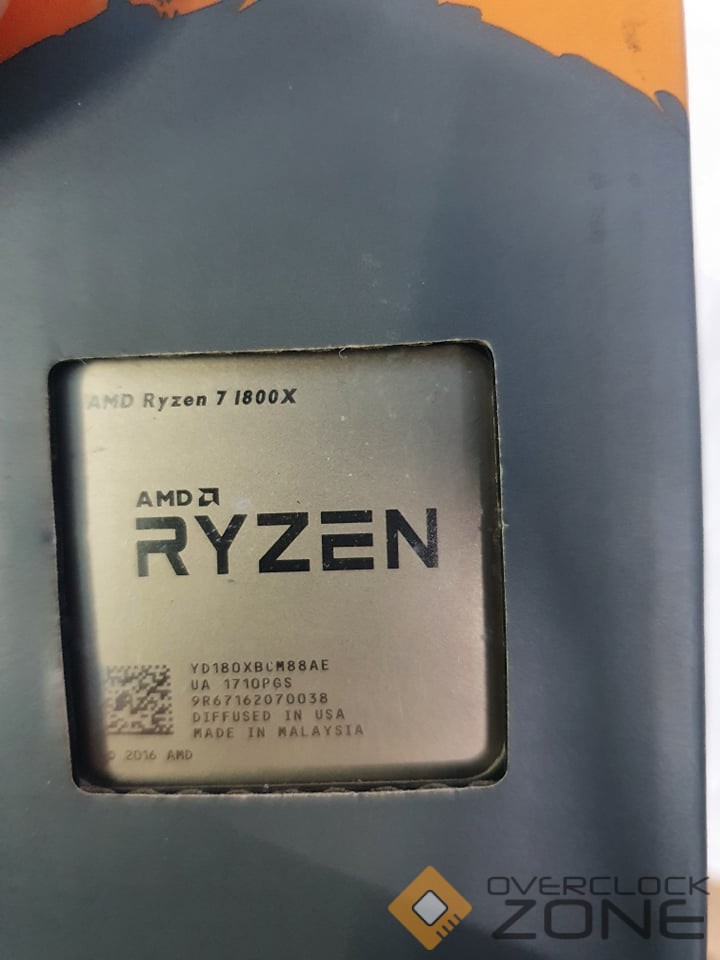 AMD Ryzen 7 1800X
AMD
RYZEN
YD180XBCM88AE
UA 1710PGS
9R67162070038
DIFFUSED IN USA
MADE IN MALAYSIA
© 2016 AMD
OVERCLOCK
ZONE